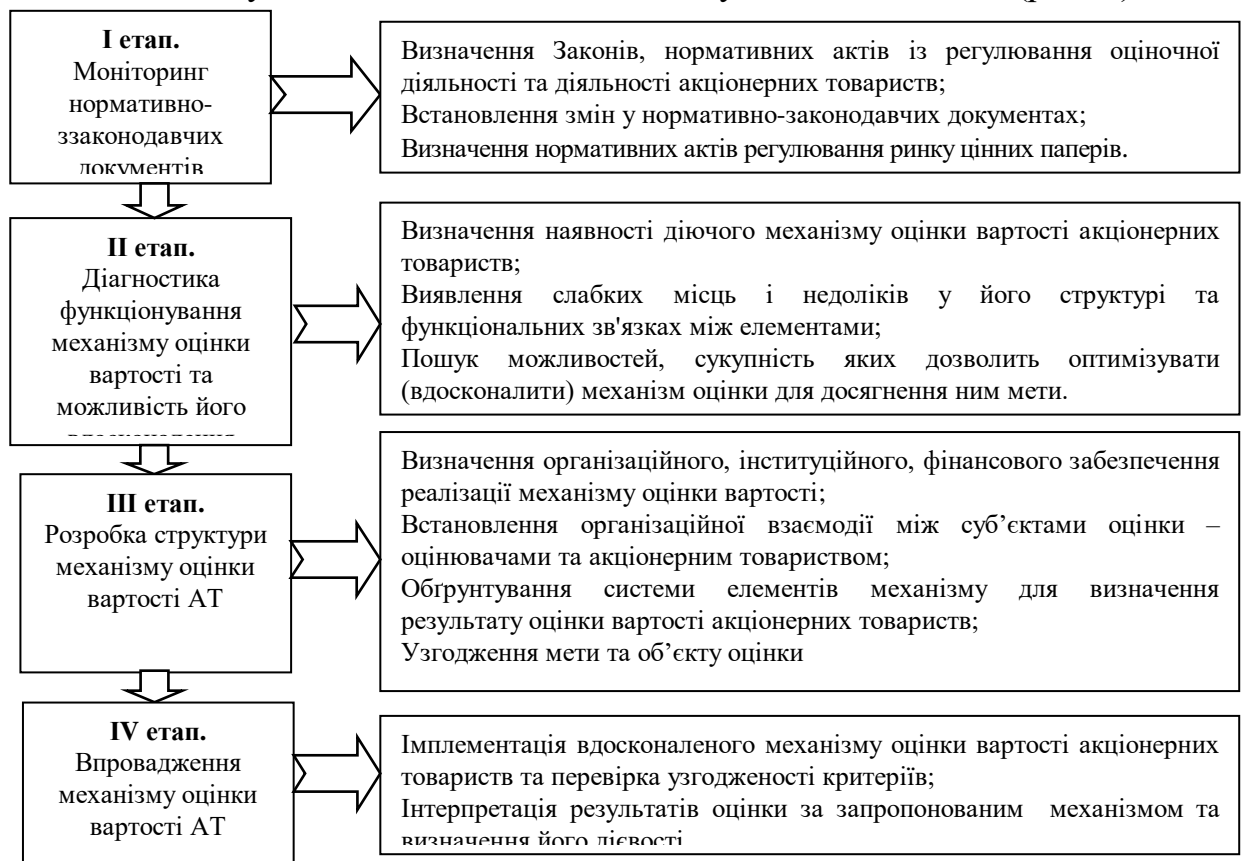 І етап.
Моніторинг
нормативно-
ззаконодавчих
документів
Визначення Законів, нормативних актів із регулювання оціночної
діяльності та діяльності акціонерних товариств;
Встановлення змін у нормативно-законодавчих документах;
Визначення нормативних актів регулювання ринку цінних паперів.
ІІ етап.
Діагностика
функціонування
механізму оцінки
вартості та
можливість його
вдосконалення
Визначення наявності діючого механізму оцінки вартості акціонерних
товариств;
Виявлення слабких місць і недоліків у його структурі та
функціональних зв'язках між елементами;
Пошук можливостей, сукупність яких дозволить оптимізувати
(вдосконалити) механізм оцінки для досягнення ним мети.
ІІІ етап.
Розробка структури
механізму оцінки
вартості АТ
Визначення організаційного, інституційного, фінансового забезпечення
реалізації механізму оцінки вартості;
Встановлення організаційної взаємодії між суб’єктами оцінки –
оцінювачами та акціонерним товариством;
Обґрунтування системи елементів механізму для визначення
результату оцінки вартості акціонерних товариств;
Узгодження мети та об’єкту оцінки
IV етап.
Впровадження
механізму оцінки
вартості АТ
Імплементація вдосконаленого механізму оцінки вартості акціонерних
товариств та перевірка узгодженості критеріїв;
Інтерпретація результатів оцінки за запропонованим механізмом та
визначення його дієвості